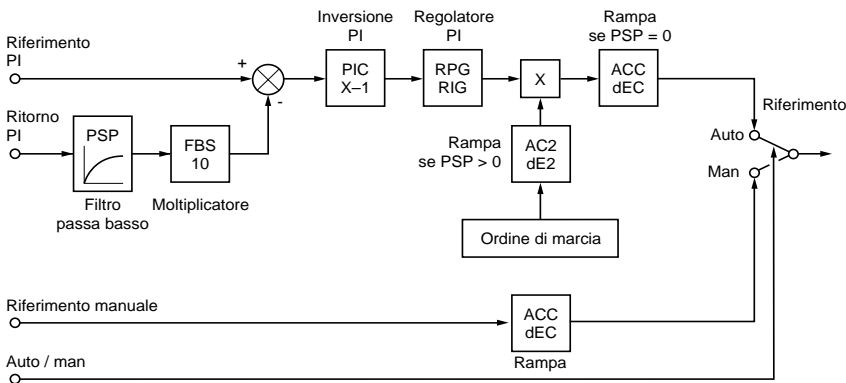 Inversione
PI
Regolatore
PI
Rampa
se PSP = 0
Riferimento
PI
+
-
PIC
X–1
RPG
RIG
X
ACC
dEC
Riferimento
Ritorno
PI
PSP
FBS
10
Rampa
se PSP > 0
AC2
dE2
Auto
Man
Filtro
passa basso
Moltiplicatore
Ordine di marcia
Riferimento manuale
ACC
dEC
Rampa
Auto / man